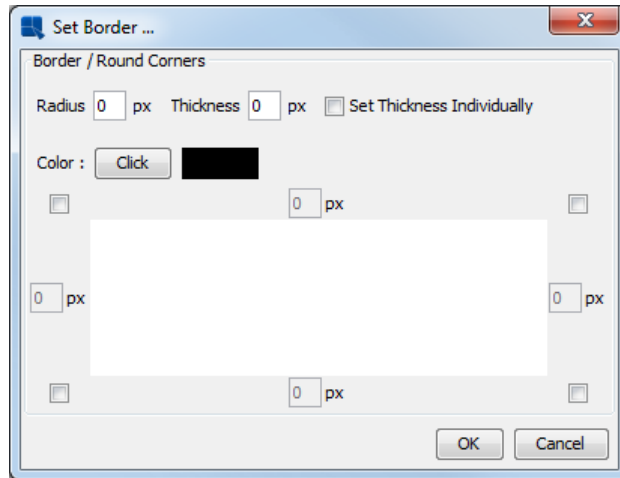 Set Border ...
Border / Round Corners
Radius 0 px Thickness 0 px Set Thickness Individually
Color : Click
0 px
0 px 0 px
0 px
OK Cancel